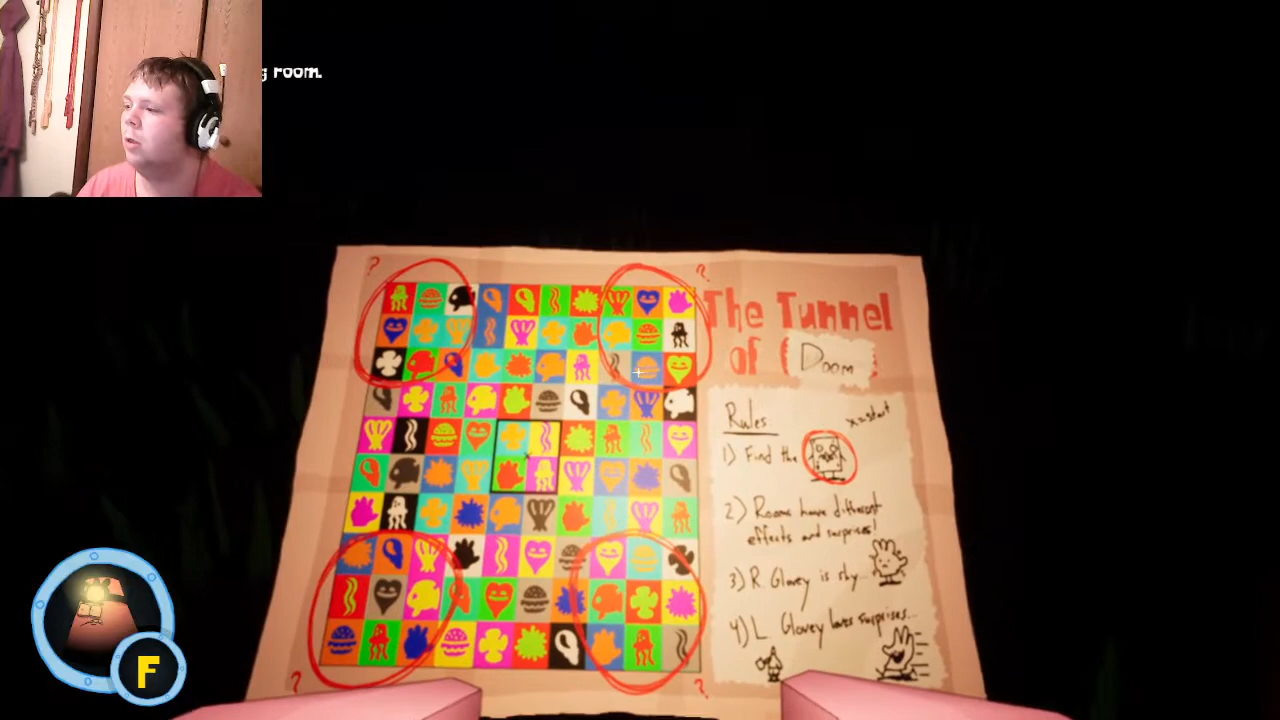 room.
The Tunnel
of (Doom)
Rules
x=start
1) Find the
2) Rooms have different
effects and surprises!
3) R. Glovey is shy...
4) L Glovey loves surprises...
? ? ? ?
F